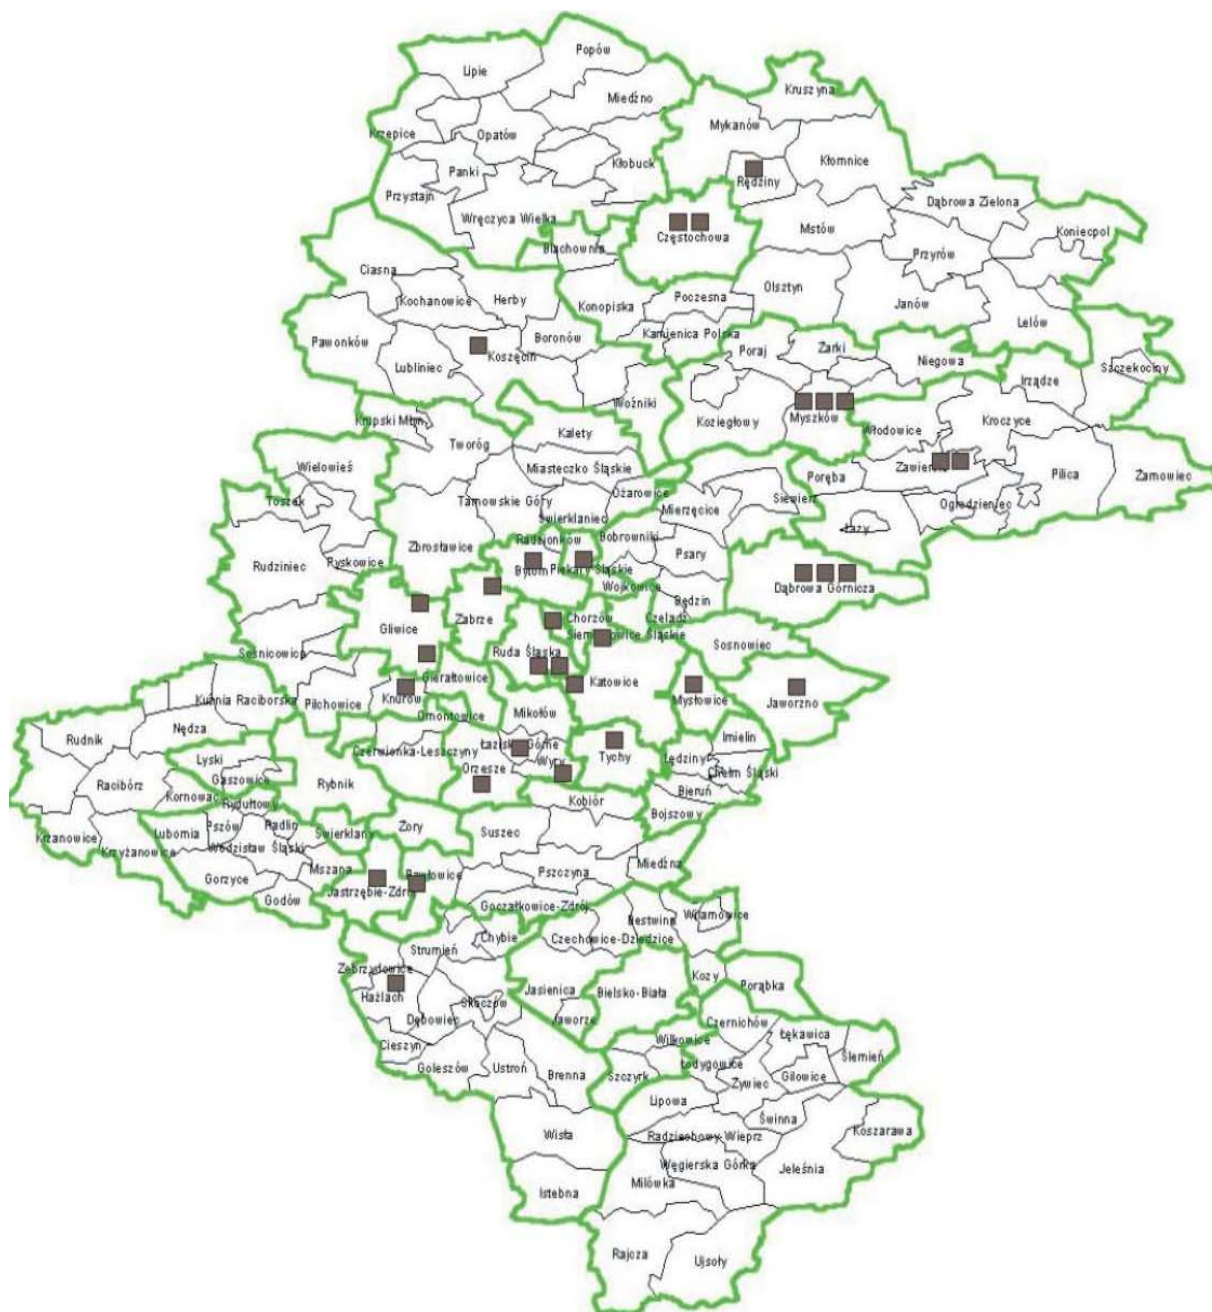 Popów
Lipie
Kruszyna
Miedźno
Mykanów
Krzepice
Opatów
Kłobuck
Kłomnice
Panki
Rędziny
Przystajń
Dąbrowa Zielona
Wręczyca Wielka
Mstów
Koniecpol
Częstochowa
Blachownia
Przyrów
Ciasna
Kochanowice
Herby
Konopiska
Poczesna
Olsztyn
Janów
Lelów
Pawonków
Boronów
Kamienica Polska
Koszęcin
Poraj
Żarki
Niegowa
Lubliniec
Szczekociny
Irządze
Woźniki
Koziegłowy
Myszków
Krupski Młyn
Kroczyce
Włodowice
Kalety
Tworóg
Wielowieś
Miasteczko Śląskie
Poręba
Zawiercie
Pilica
Żarnowiec
Toszek
Tarnowskie Góry
Ożarowice
Siewierz
Mierzęcice
Ogrodzieniec
Świerklaniec
Łazy
Radzionków
Bobrowniki
Zbrosławice
Psary
Pyskowice
Rudziniec
Bytom
Piekary Śląskie
Wojkowice
Dąbrowa Górnicza
Będzin
Zabrze
Chorzów
Czeladź
Gliwice
Siemianowice Śląskie
Sosnowiec
Sośnicowice
Ruda Śląska
Gierałtowice
Katowice
Kuźnia Raciborska
Pilchowice
Knurów
Mysłowice
Jaworzno
Ornontowice
Mikołów
Nędza
Rudnik
Imielin
Czerwionka-Leszczyny
Łaziska Górne
Tychy
Lędziny
Lyski
Wyry
Orzesze
Chełm Śląski
Gaszowice
Rybnik
Racibórz
Bieruń
Kornowac
Rydułtowy
Kobiór
Bojszowy
Krzanowice
Lubomia
Pszów
Radlin
Świerklany
Żory
Suszec
Krzyżanowice
Wodzisław Śląski
Mszana
Miedźna
Pszczyna
Pawłowice
Gorzyce
Jastrzębie-Zdrój
Godów
Goczałkowice-Zdrój
Bestwina
Wilamowice
Chybie
Czechowice-Dziedzice
Strumień
Zebrzydowice
Kozy
Porąbka
Hażlach
Jasienica
Bielsko-Biała
Skoczów
Dębowiec
Jaworze
Czernichów
Łękawica
Cieszyn
Wilkowice
Ślemień
Goleszów
Ustroń
Brenna
Szczyrk
Łodygowice
Żywiec
Gilowice
Lipowa
Świnna
Koszarawa
Wisła
Radziechowy-Wieprz
Węgierska Górka
Jeleśnia
Milówka
Istebna
Rajcza
Ujsoły